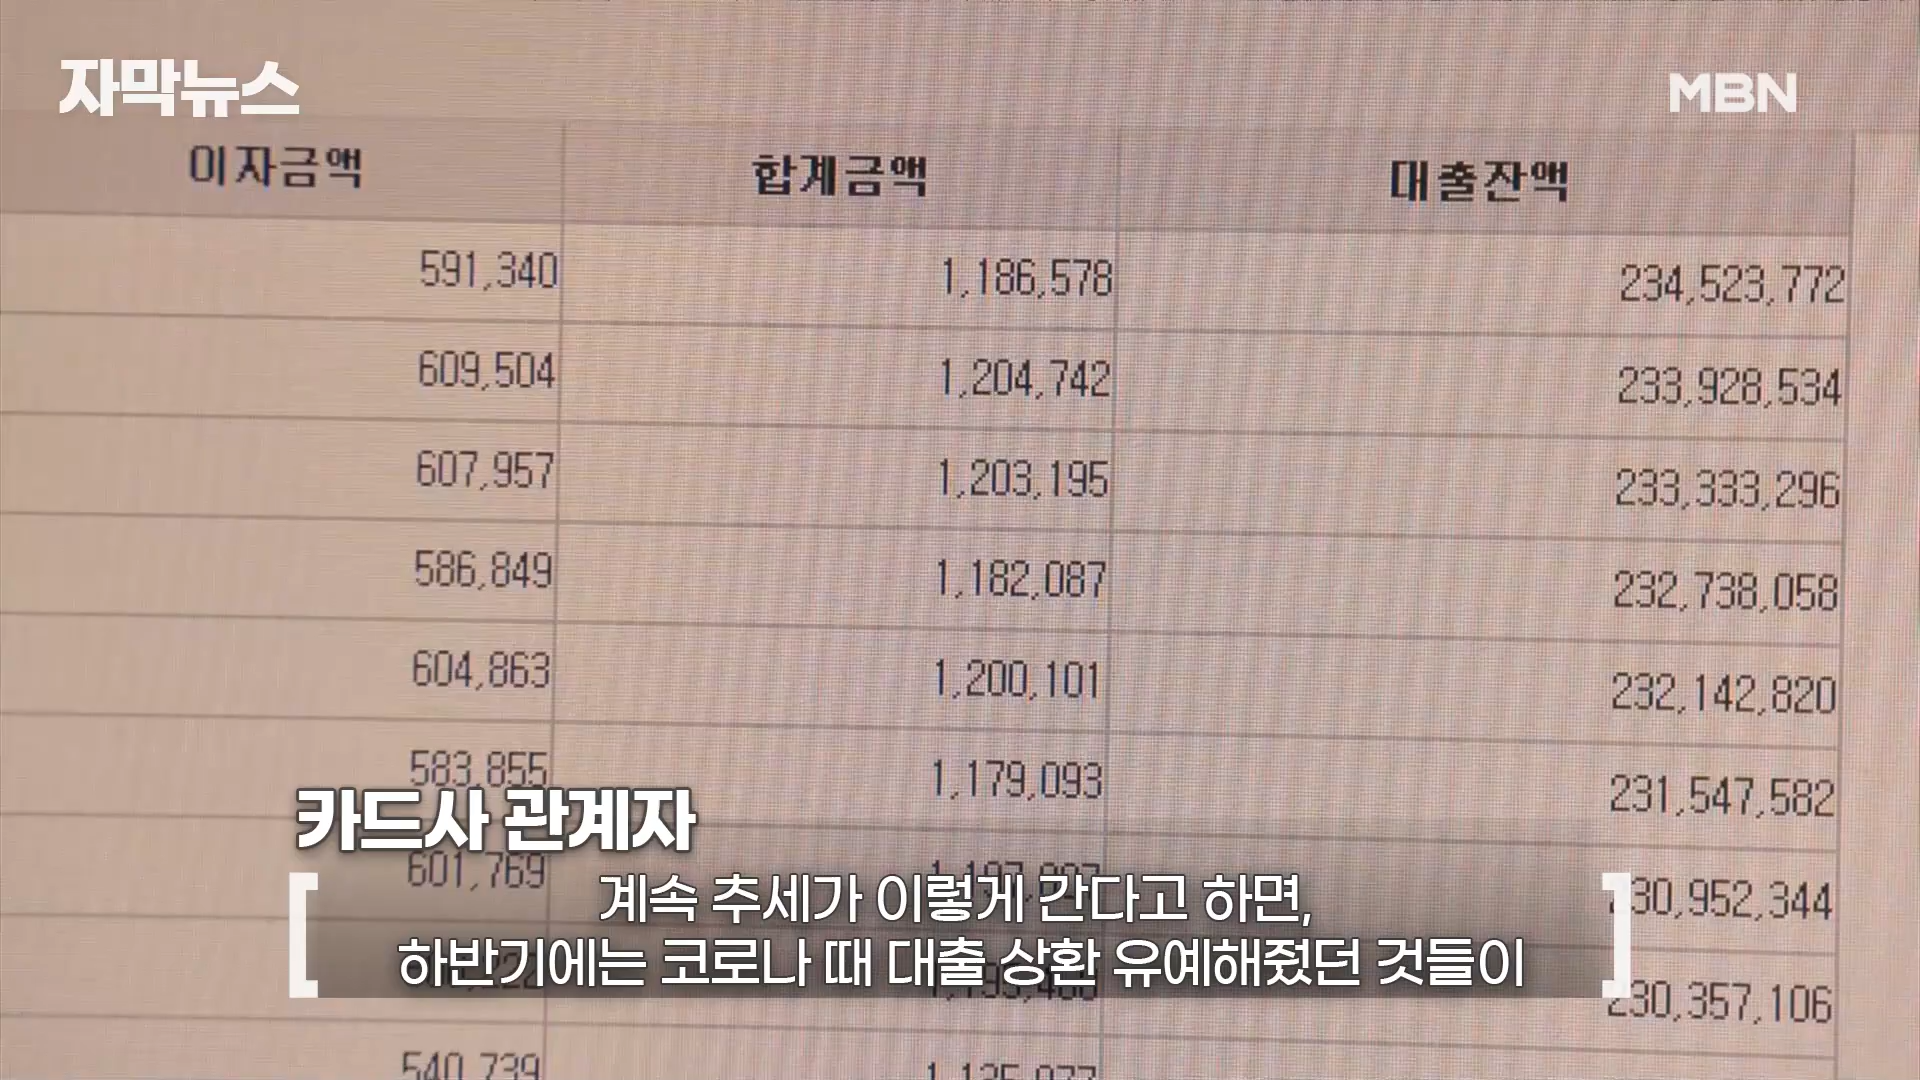 자막뉴스
MBN
이자금액 합계금액 대출잔액
591,340 1,186,578 234,523,772
609,504 1,204,742 233,928,534
607,957 1,203,195 233,333,296
586,849 1,182,087 232,738,058
604,863 1,200,101 232,142,820
583,855 1,179,093 231,547,582
카드사 관계자
601,769 230,952,344
계속 추세가 이렇게 간다고 하면,
하반기에는 코로나 때 대출 상환 유예해줬던 것들이
230,357,106
540,739